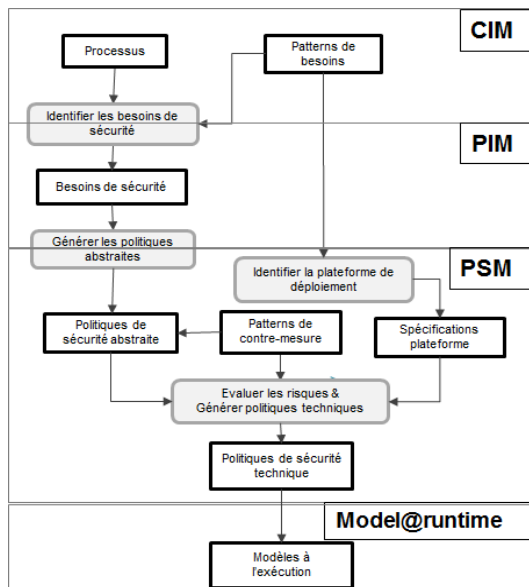 CIM
Processus
Patterns de
besoins
Identifier les besoins de
sécurité
PIM
Besoins de sécurité
Générer les politiques
abstraites
PSM
Identifier la plateforme de
déploiement
Politiques de
sécurité abstraite
Patterns de
contre-mesure
Spécifications
plateforme
Evaluer les risques &
Générer politiques techniques
Politiques de sécurité
technique
Model@runtime
Modèles à
l'exécution